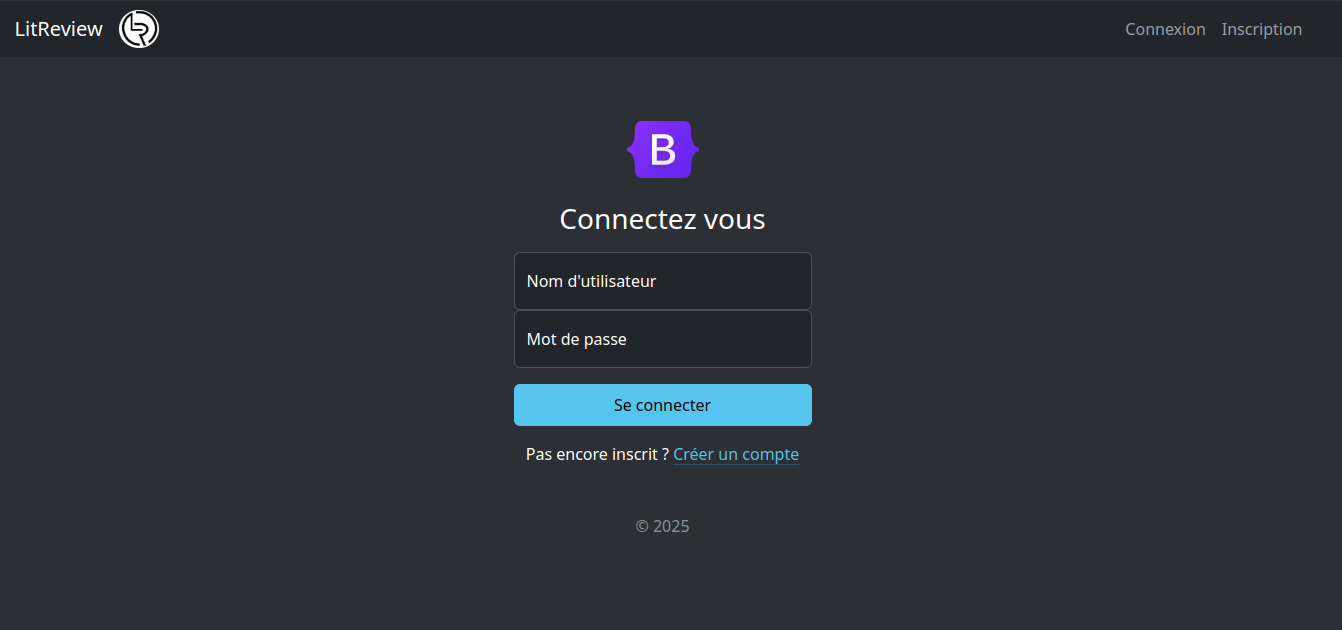 LitReview
Connexion Inscription
B
Connectez vous
Nom d'utilisateur
Mot de passe
Se connecter
Pas encore inscrit ? Créer un compte
© 2025